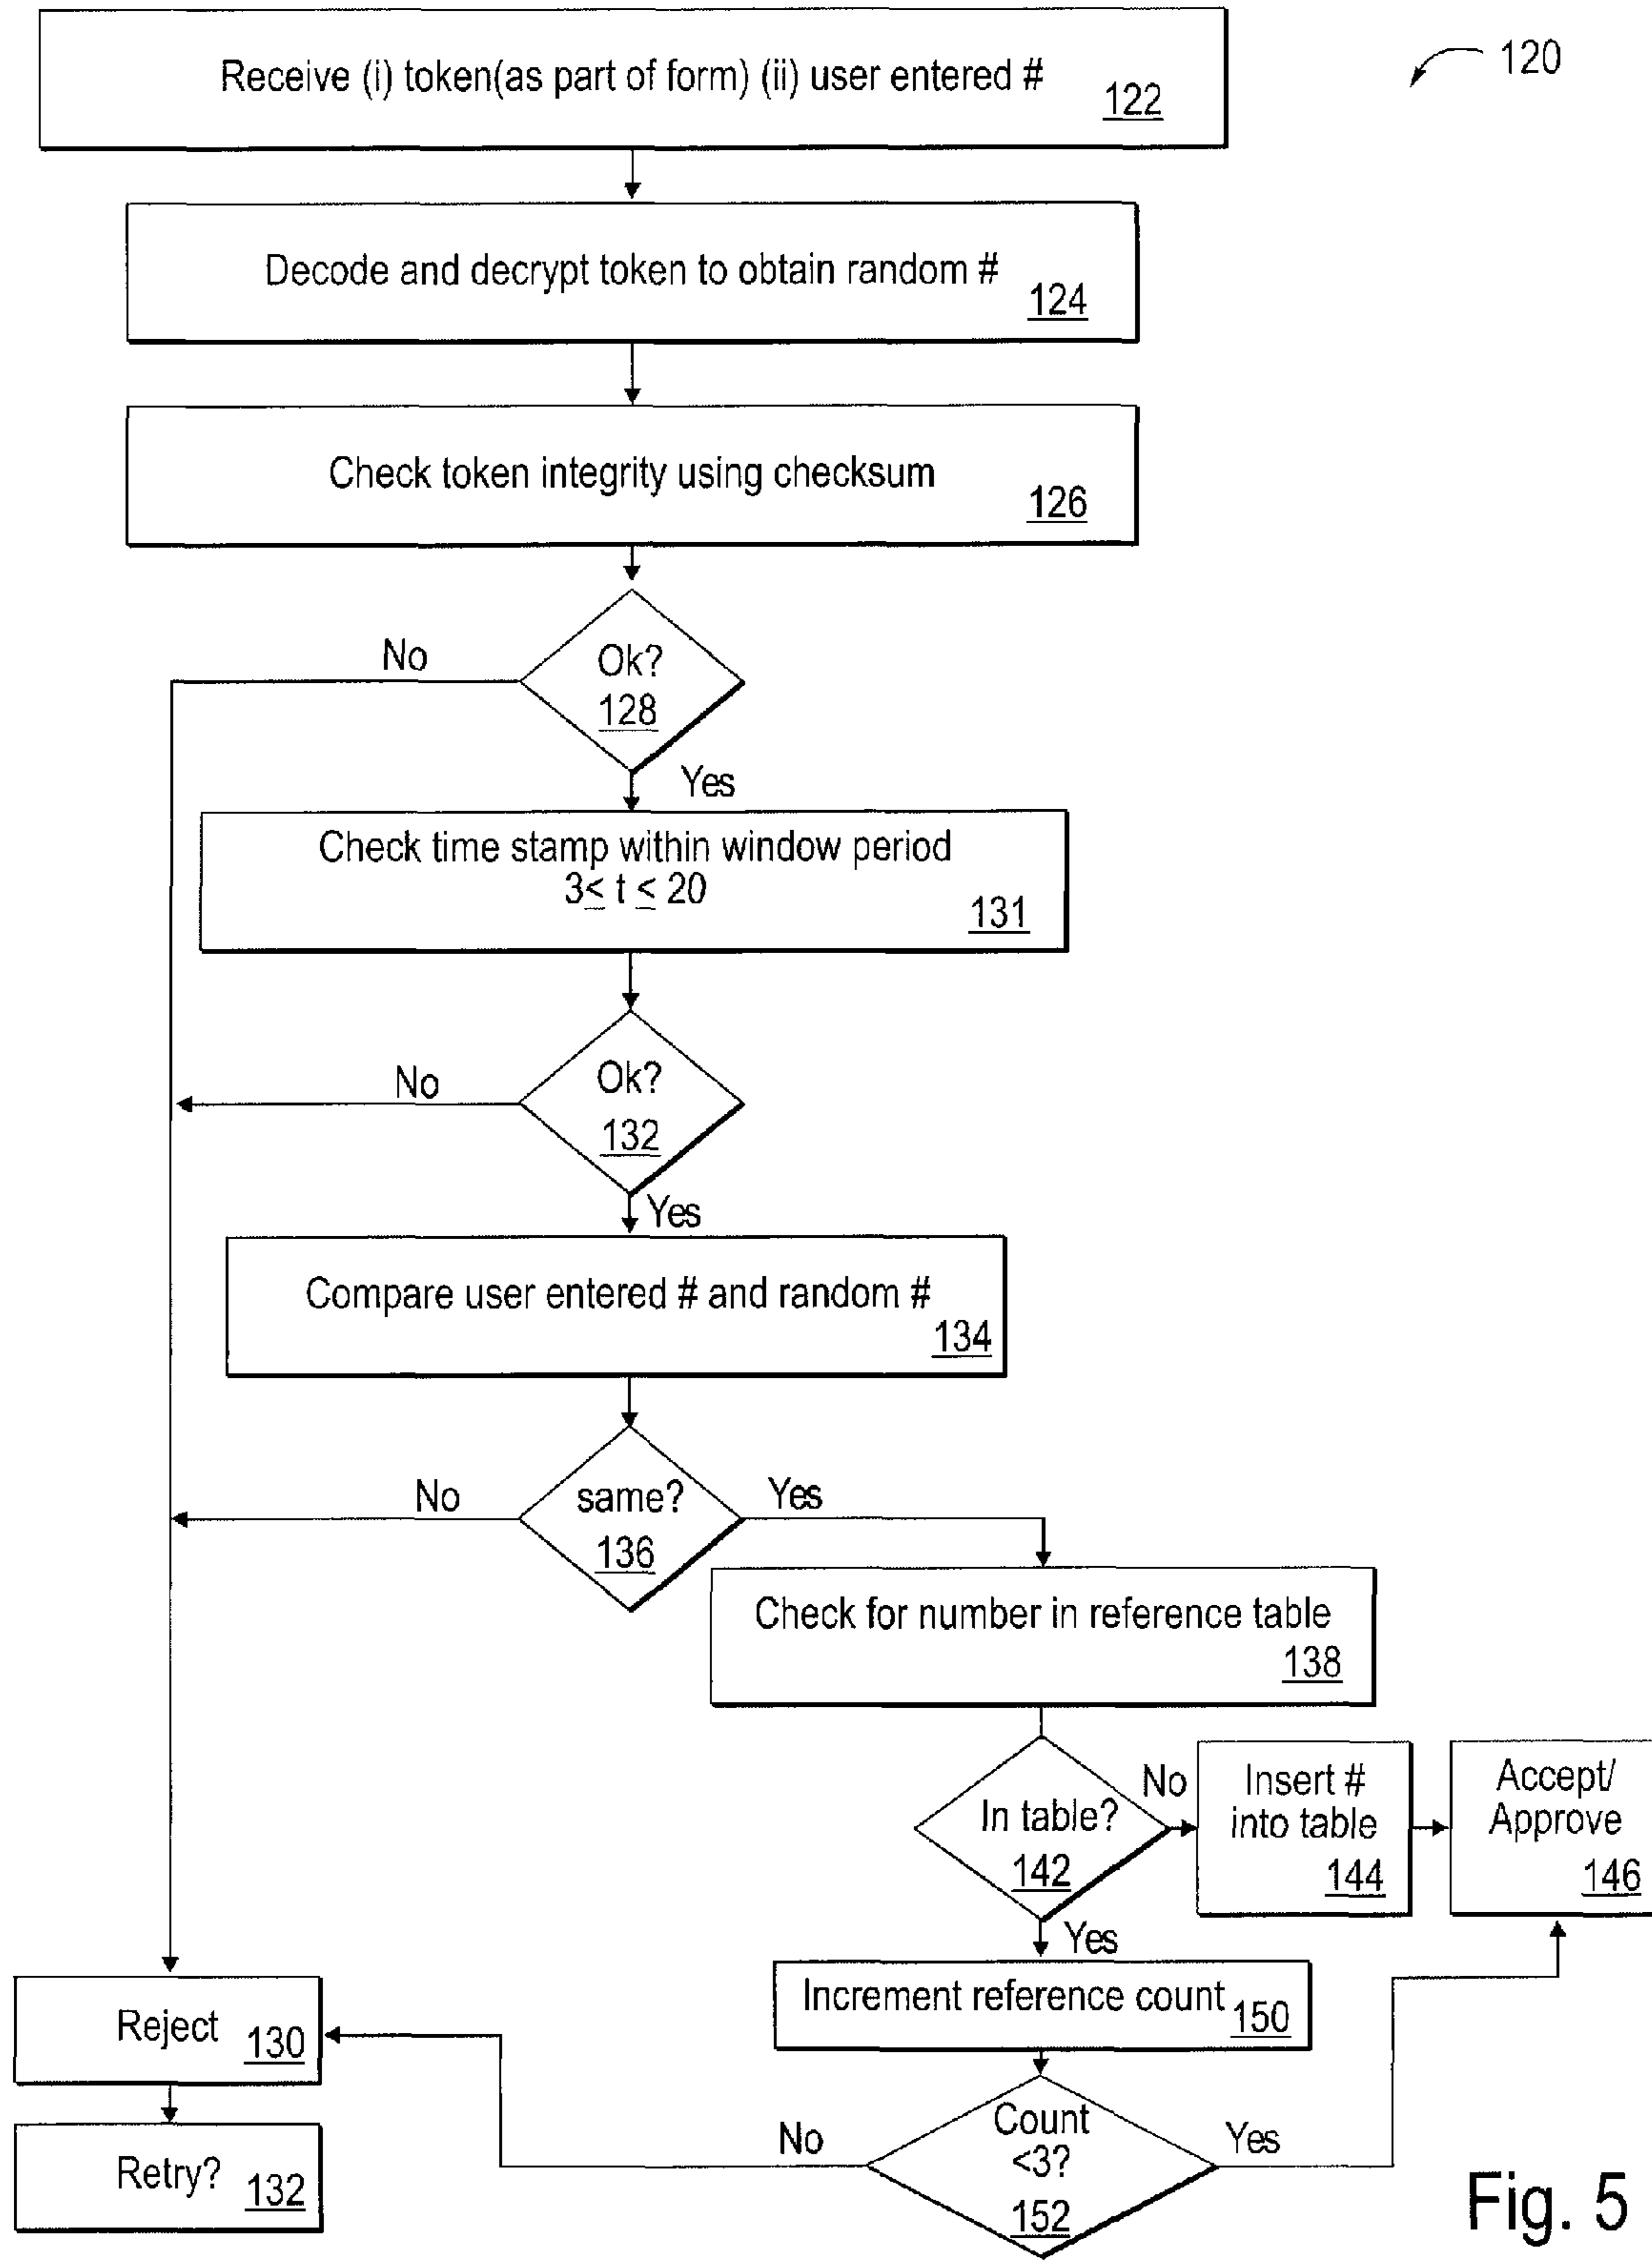 120
Receive (i) token(as part of form) (ii) user entered #
122
Decode and decrypt token to obtain random #
124
Check token integrity using checksum
126
Ok?
128
No
Yes
Check time stamp within window period
3≤ t ≤ 20
131
Ok?
132
No
Yes
Compare user entered # and random #
134
same?
136
No
Yes
Check for number in reference table
138
In table?
142
No
Insert #
into table
144
Accept/
Approve
146
Yes
Increment reference count
150
Reject
130
Count
<3?
152
No
Yes
Retry?
132
Fig. 5